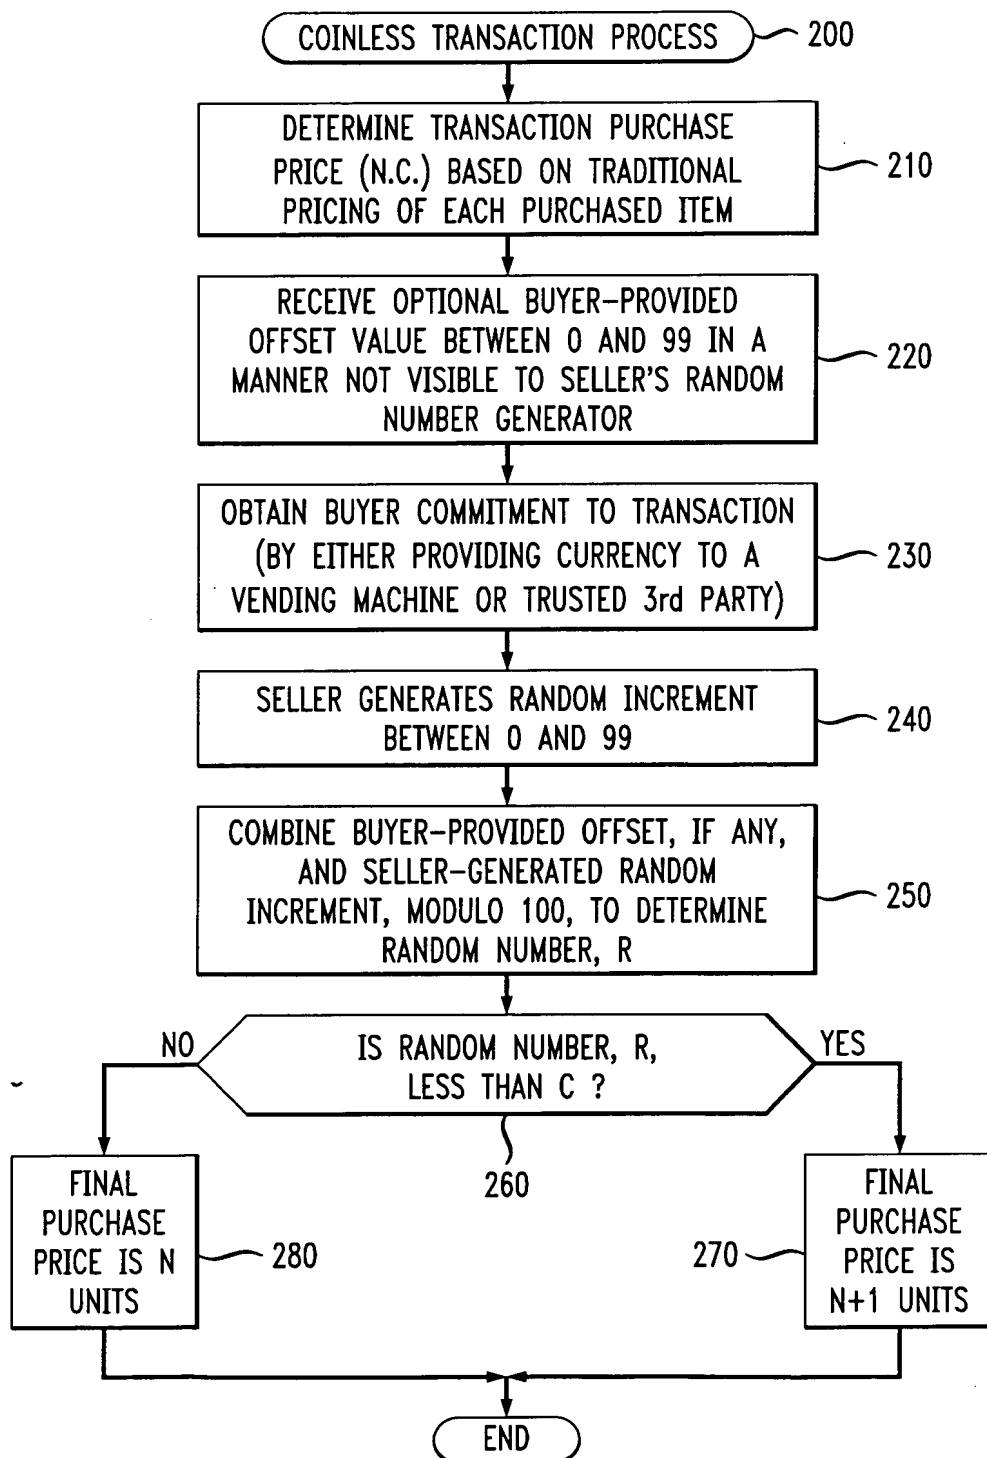 COINLESS TRANSACTION PROCESS
200
DETERMINE TRANSACTION PURCHASE
PRICE (N.C.) BASED ON TRADITIONAL
PRICING OF EACH PURCHASED ITEM
210
RECEIVE OPTIONAL BUYER-PROVIDED
OFFSET VALUE BETWEEN 0 AND 99 IN A
MANNER NOT VISIBLE TO SELLER'S RANDOM
NUMBER GENERATOR
220
OBTAIN BUYER COMMITMENT TO TRANSACTION
(BY EITHER PROVIDING CURRENCY TO A
VENDING MACHINE OR TRUSTED 3rd PARTY)
230
SELLER GENERATES RANDOM INCREMENT
BETWEEN 0 AND 99
240
COMBINE BUYER-PROVIDED OFFSET, IF ANY,
AND SELLER-GENERATED RANDOM
INCREMENT, MODULO 100, TO DETERMINE
RANDOM NUMBER, R
250
NO
IS RANDOM NUMBER, R,
LESS THAN C ?
YES
260
FINAL
PURCHASE
PRICE IS N
UNITS
280
270
FINAL
PURCHASE
PRICE IS
N+1 UNITS
END